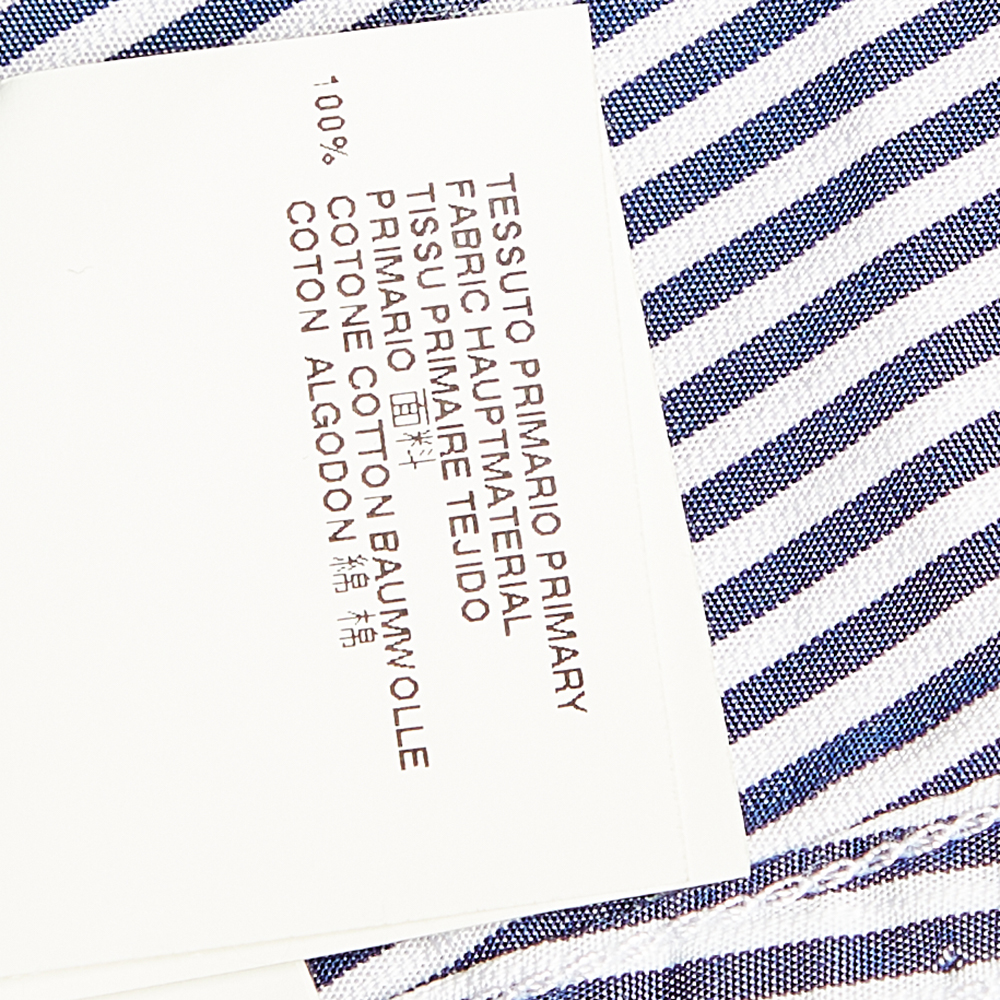 TESSUTO PRIMARIO PRIMARY
FABRIC HAUPTMATERIAL
TISSU PRIMAIRE TEJIDO
PRIMARIO 面料
100% COTONE COTTON BAUMWOLLE
COTON ALGODON 綿 棉